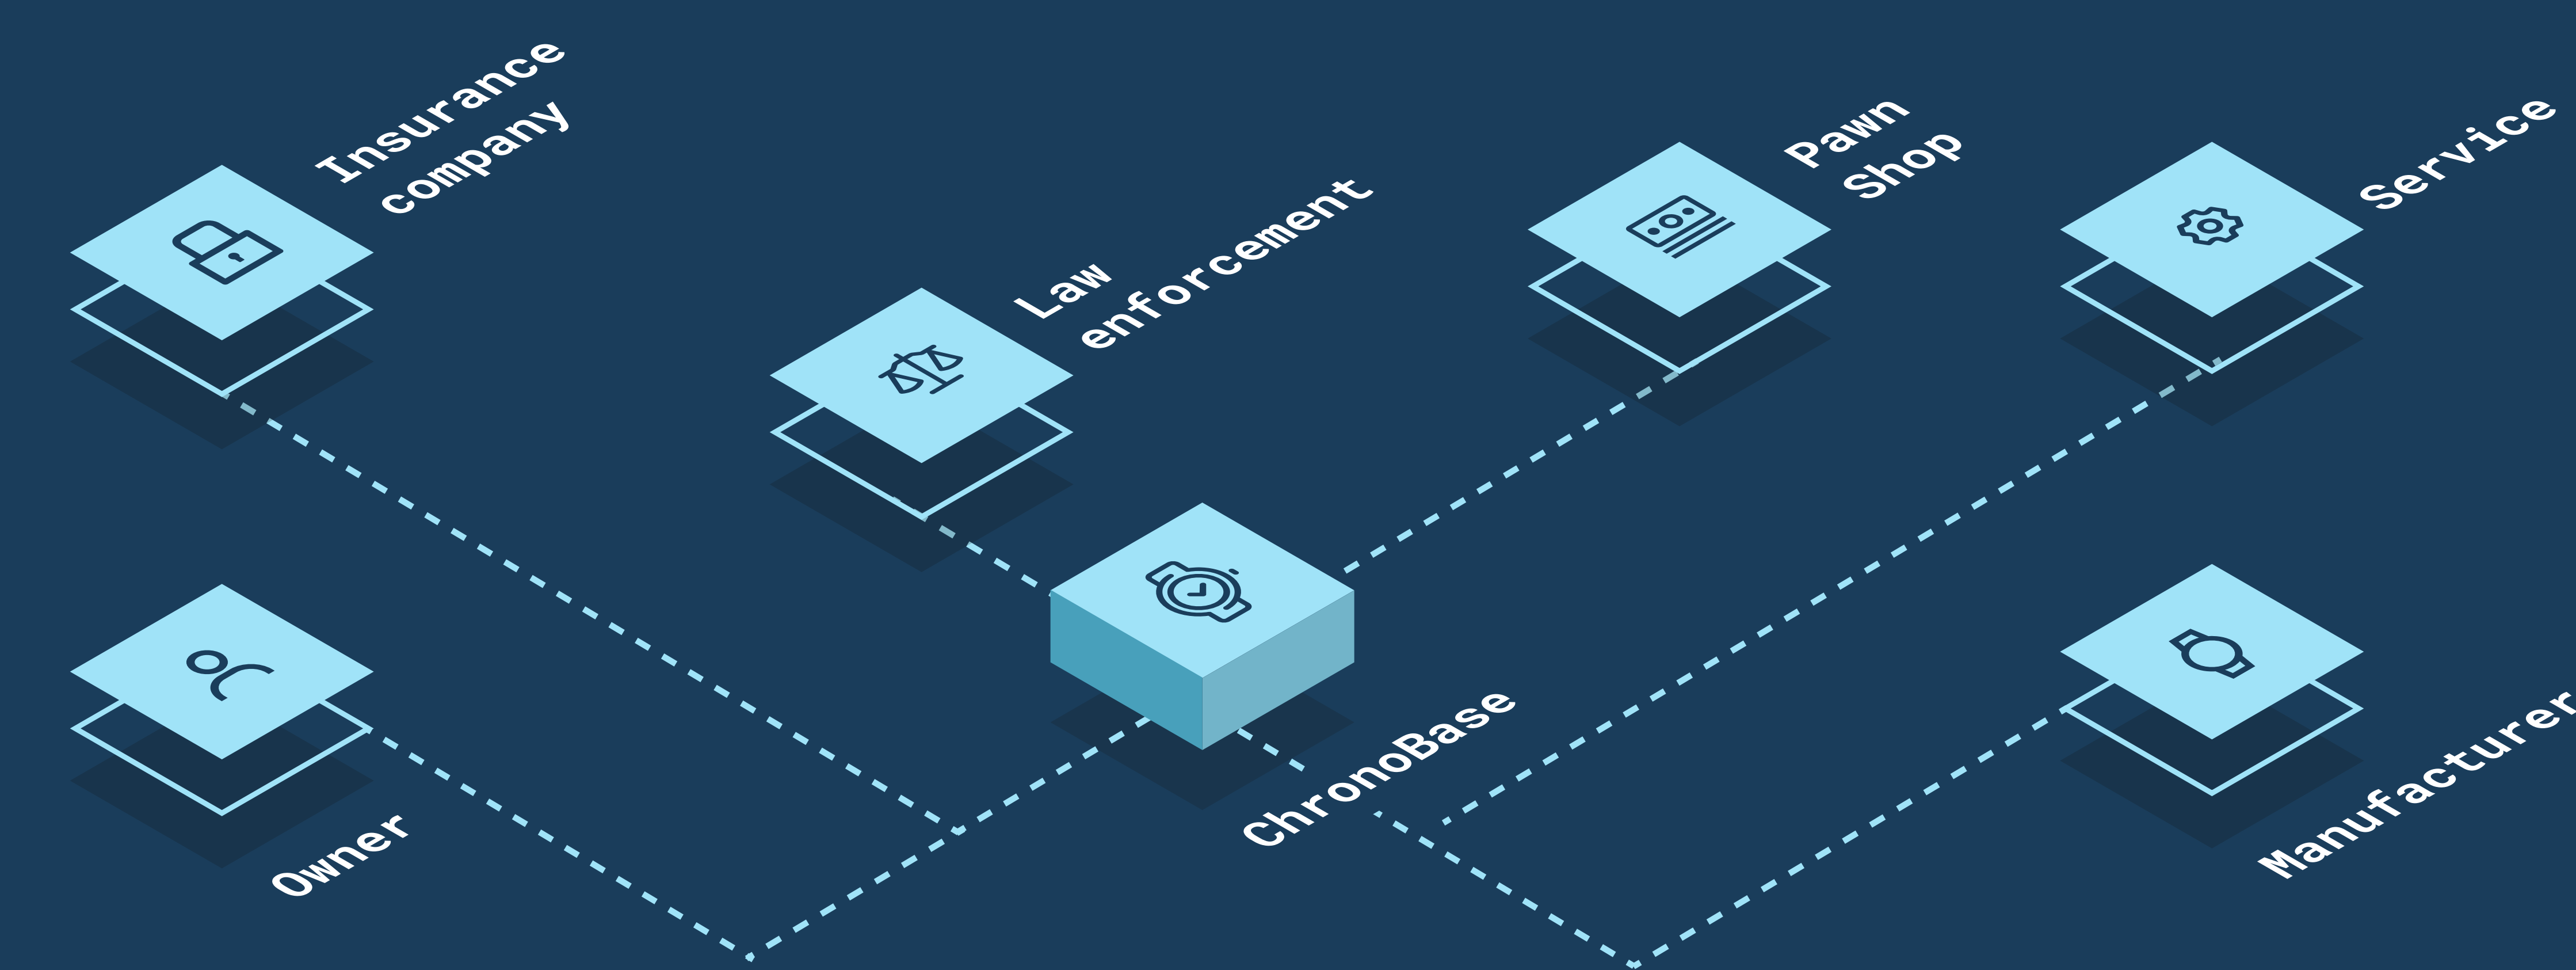 Insurance
company
Law
enforcement
Pawn
Shop
Service
Owner
ChronoBase
Manufacturer